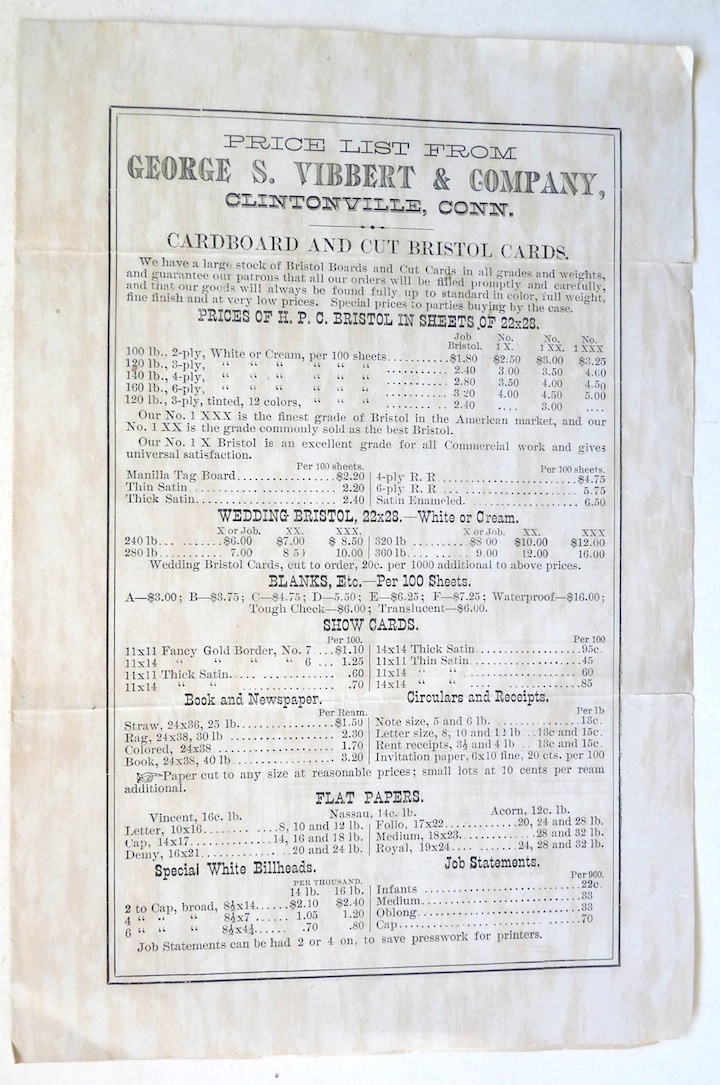 PRICE LIST FROM
GEORGE S. VIBBERT & COMPANY,
CLINTONVILLE, CONN.
CARDBOARD AND CUT BRISTOL CARDS.
We have a large stock of Bristol Boards and Cut Cards in all grades and weights,
and guarantee our patrons that all our orders will be filled promptly and carefully,
and that our goods will always be found fully up to standard in color, full weight,
fine finish and at very low prices. Special prices to parties buying by the case.
PRICES OF H. P. C. BRISTOL IN SHEETS OF 22x28.
Job No. No. No.
Bristol. 1 X. 1 XX. 1 XXX
100 lb., 2-ply, White or Cream, per 100 sheets...........$1.80 $2.50 $3.00 $3.25
120 lb., 3-ply, “ “ “ “ “ “ ........... 2.40 3.00 3.50 4.00
140 lb., 4-ply, “ “ “ “ “ “ ........... 2.80 3.50 4.00 4.50
160 lb., 6-ply, “ “ “ “ “ “ ........... 3 20 4.00 4.50 5.00
120 lb., 3-ply, tinted, 12 colors, “ “ “ ........ .. 2.40 .... 3.00 ....
Our No. 1 XXX is the finest grade of Bristol in the American market, and our
No. 1 XX is the grade commonly sold as the best Bristol.
Our No. 1 X Bristol is an excellent grade for all Commercial work and gives
universal satisfaction.
Per 100 sheets. Per 100 sheets.
Manilla Tag Board................$2.20 4-ply R. R ......................$4.75
Thin Satin........................ 2.20 6-ply R. R ...................... 5.75
Thick Satin....................... 2.40 Satin Enameled. .................. 6.50
WEDDING BRISTOL, 22x28.—White or Cream.
X or Job. XX. XXX. X or Job. XX. XXX
240 lb... .......$6.00 $7.00 $ 8.50 320 lb ..........$8 00 $10.00 $12.00
280 lb............ 7.00 8 50 10.00 360 lb.... ..... 9.00 12.00 16.00
Wedding Bristol Cards, cut to order, 20c. per 1000 additional to above prices.
BLANKS, Etc.—Per 100 Sheets.
A—$3.00; B—$3.75; C—$4.75; D—5.50; E—$6.25; F—$7.25; Waterproof—$16.00;
Tough Check—$6.00; Translucent—$6.00.
SHOW CARDS.
Per 100. Per 100
11x11 Fancy Gold Border, No. 7 ...$1.10 14x14 Thick Satin..................95c.
11x14 “ “ “ “ 6 ... 1.25 11x11 Thin Satin...................45
11x11 Thick Satin................. .60 11x14 “ “ .................. 60
11x14 “ “ ................. .70 14x14 “ “ ..................85
Book and Newspaper.
Per Ream.
Straw, 24x36, 25 lb................$1.50
Rag, 24x38, 30 lb ................. 2.30
Colored, 24x38 ................... 1.70
Book, 24x38, 40 lb ................ 3.20
Circulars and Receipts.
Per lb
Note size, 5 and 6 lb. ...............13c.
Letter size, 8, 10 and 12 lb ...13c and 15c.
Rent receipts, 3½ and 4 lb .. 13c and 15c.
Invitation paper, 6x10 fine, 20 cts. per 100
☞Paper cut to any size at reasonable prices; small lots at 10 cents per ream
additional.
FLAT PAPERS.
Vincent, 16c. lb. Nassau, 14c. lb. Acorn, 12c. lb.
Letter, 10x16........ .....8, 10 and 12 lb. Folio, 17x22............20, 24 and 28 lb.
Cap, 14x17..............14, 16 and 18 lb. Medium, 18x23.............28 and 32 lb.
Demy, 16x21...............20 and 24 lb. Royal, 19x24.... .......24, 28 and 32 lb.
Special White Billheads.
PER THOUSAND.
14 lb. 16 lb.
2 to Cap, broad, 8½x14......$2.10 $2.40
4 “ “ “ 8½x7 ...... 1.05 1.20
6 “ “ “ 8½x4¼...... .70 .80
Job Statements.
Per 960.
Infants ............................22c.
Medium............................33
Oblong.............................33
Cap................................70
Job Statements can be had 2 or 4 on, to save presswork for printers.